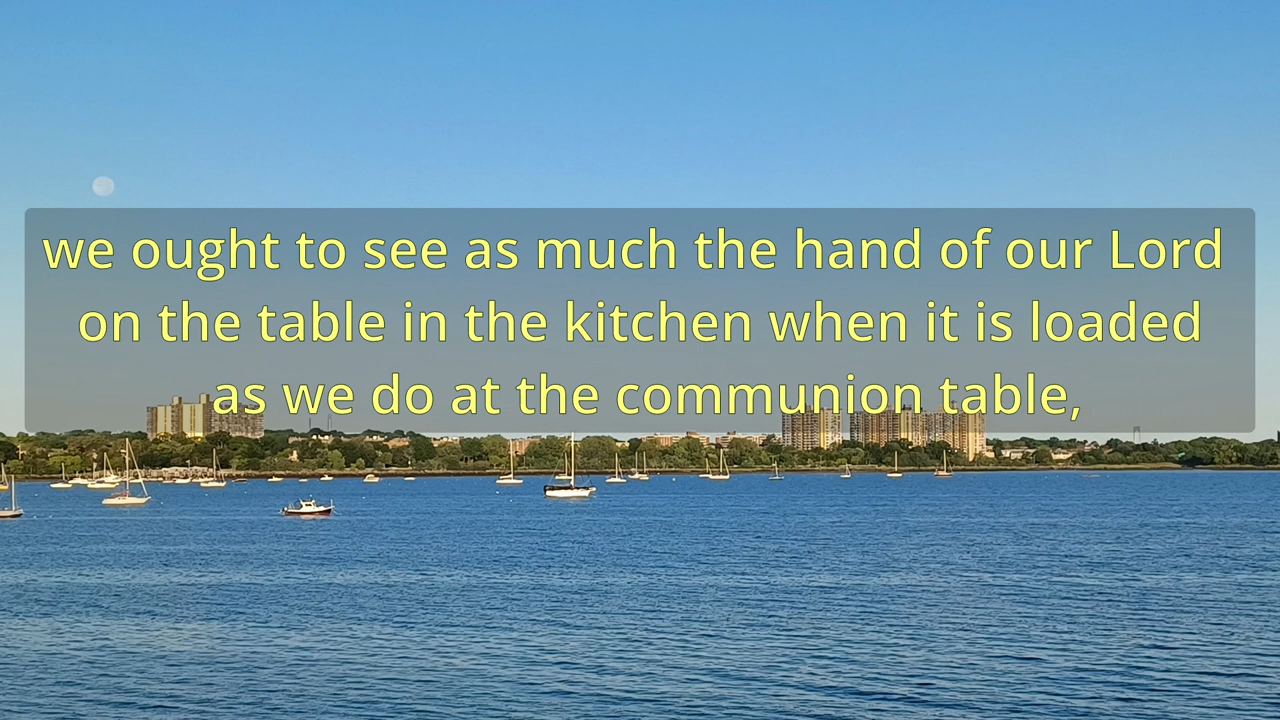 we ought to see as much the hand of our Lord
on the table in the kitchen when it is loaded
as we do at the communion table,